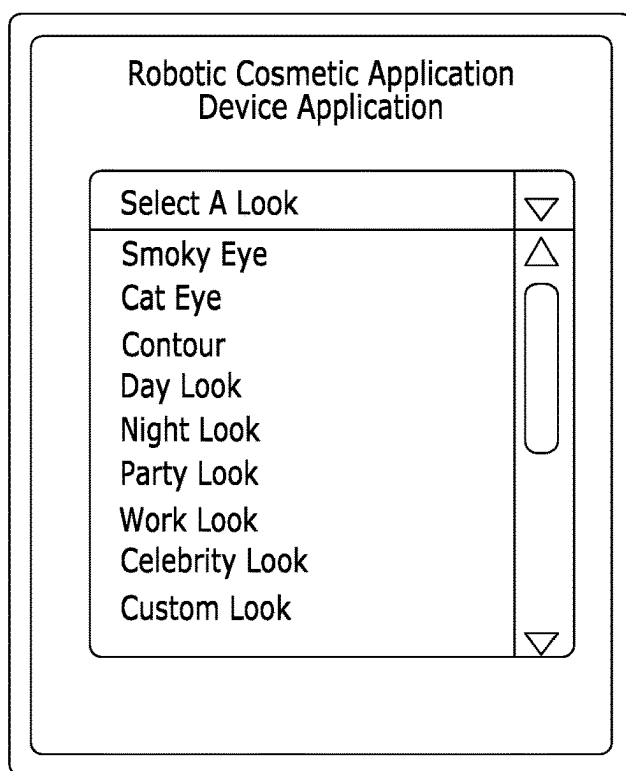 Robotic Cosmetic Application
Device Application
Select A Look
Smoky Eye
Cat Eye
Contour
Day Look
Night Look
Party Look
Work Look
Celebrity Look
Custom Look